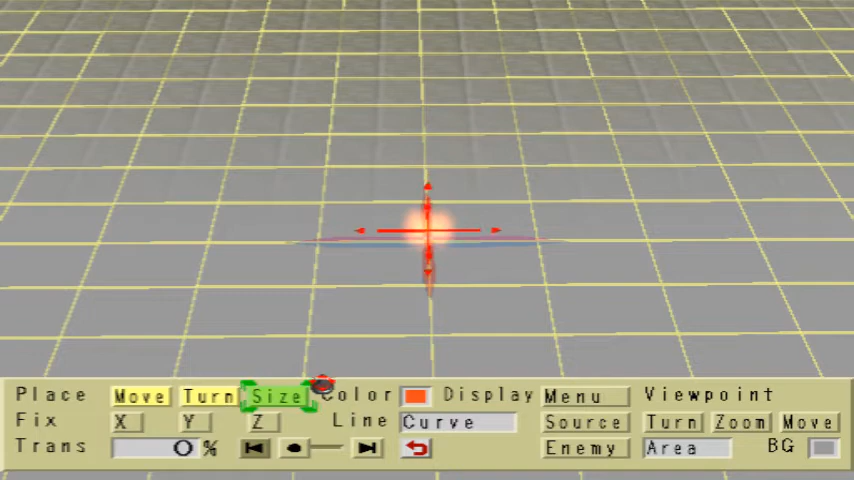 Place Move Turn Size Color Display Menu Viewpoint
Fix X Y Z Line Curve Source Turn Zoom Move
Trans 0 % Enemy Area BG